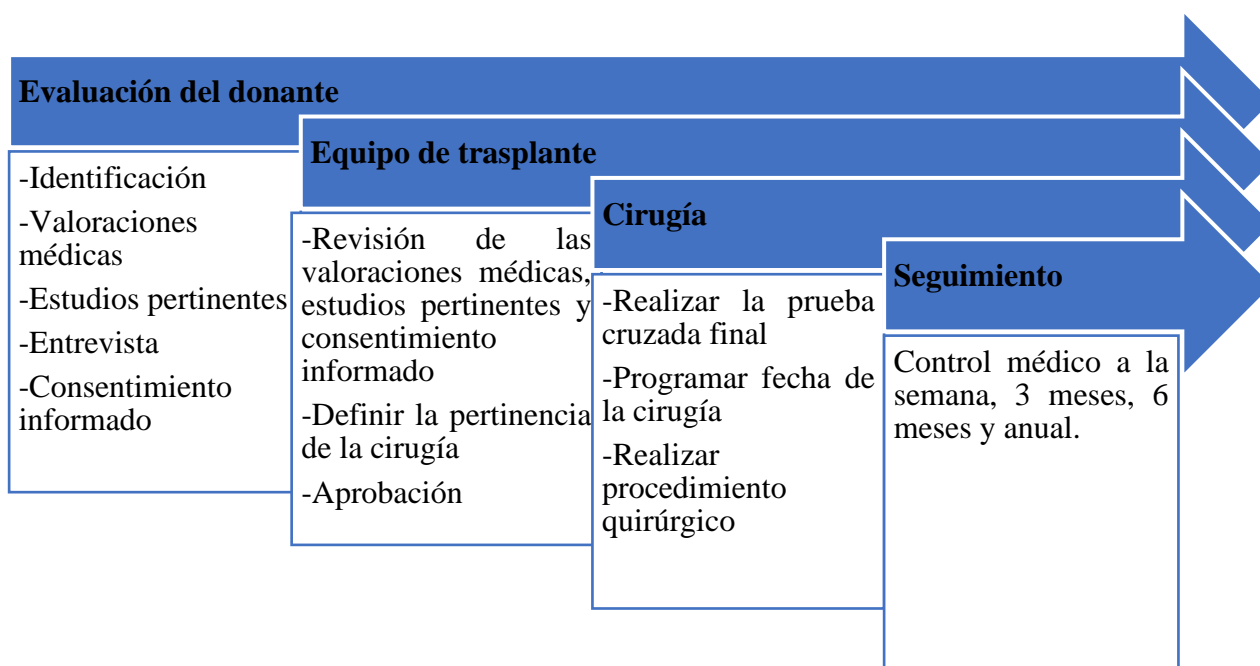 Evaluación del donante
-Identificación
-Valoraciones
médicas
-Estudios pertinentes
-Entrevista
-Consentimiento
informado
Equipo de trasplante
-Revisión de las
valoraciones médicas,
estudios pertinentes y
consentimiento
informado
-Definir la pertinencia
de la cirugía
-Aprobación
Cirugía
-Realizar la prueba
cruzada final
-Programar fecha de
la cirugía
-Realizar
procedimiento
quirúrgico
Seguimiento
Control médico a la
semana, 3 meses, 6
meses y anual.